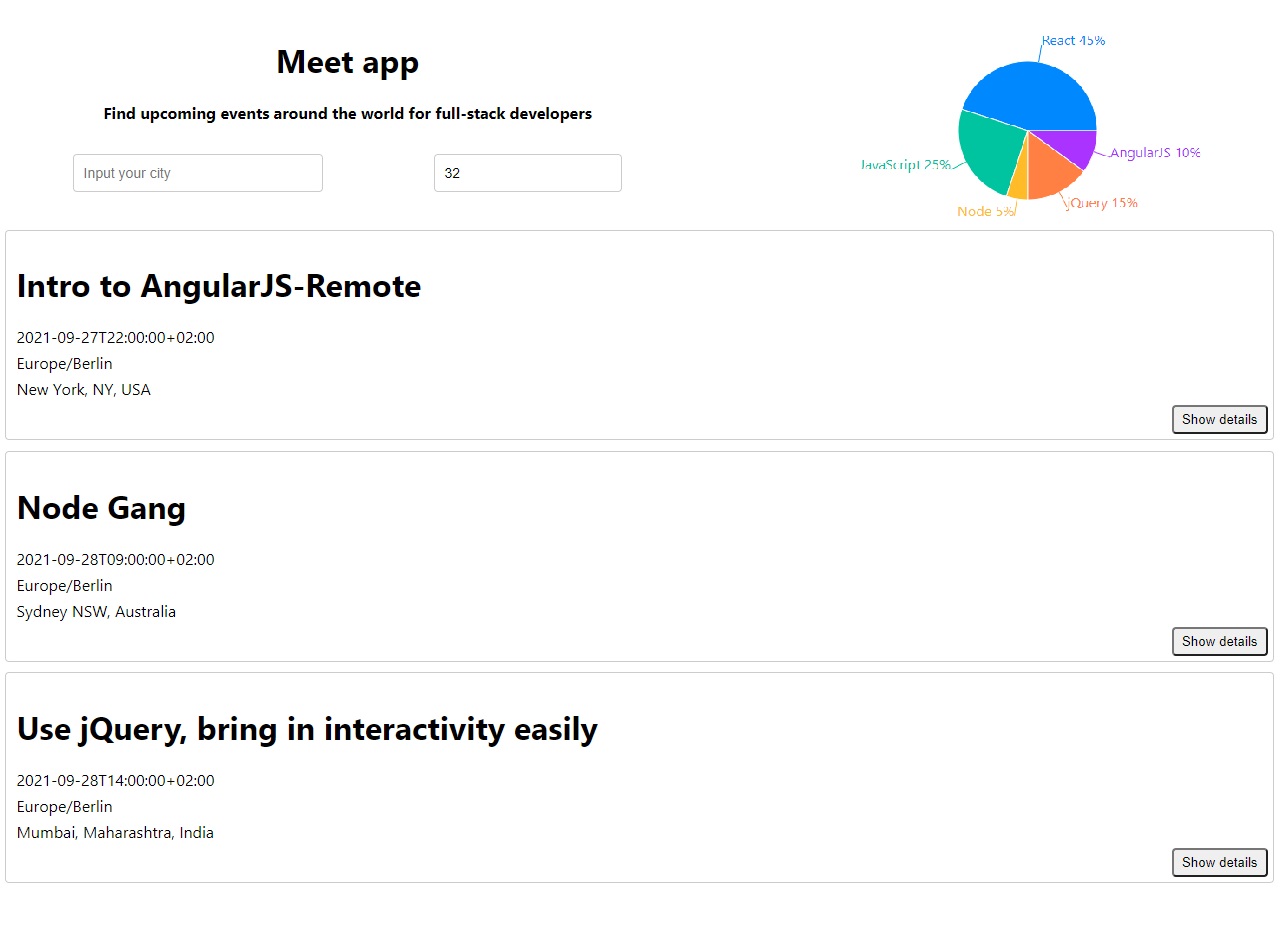 Meet app
Find upcoming events around the world for full-stack developers
Input your city
32
React 45%
JavaScript 25%
AngularJS 10%
jQuery 15%
Node 5%
Intro to AngularJS-Remote
2021-09-27T22:00:00+02:00
Europe/Berlin
New York, NY, USA
Show details
Node Gang
2021-09-28T09:00:00+02:00
Europe/Berlin
Sydney NSW, Australia
Show details
Use jQuery, bring in interactivity easily
2021-09-28T14:00:00+02:00
Europe/Berlin
Mumbai, Maharashtra, India
Show details